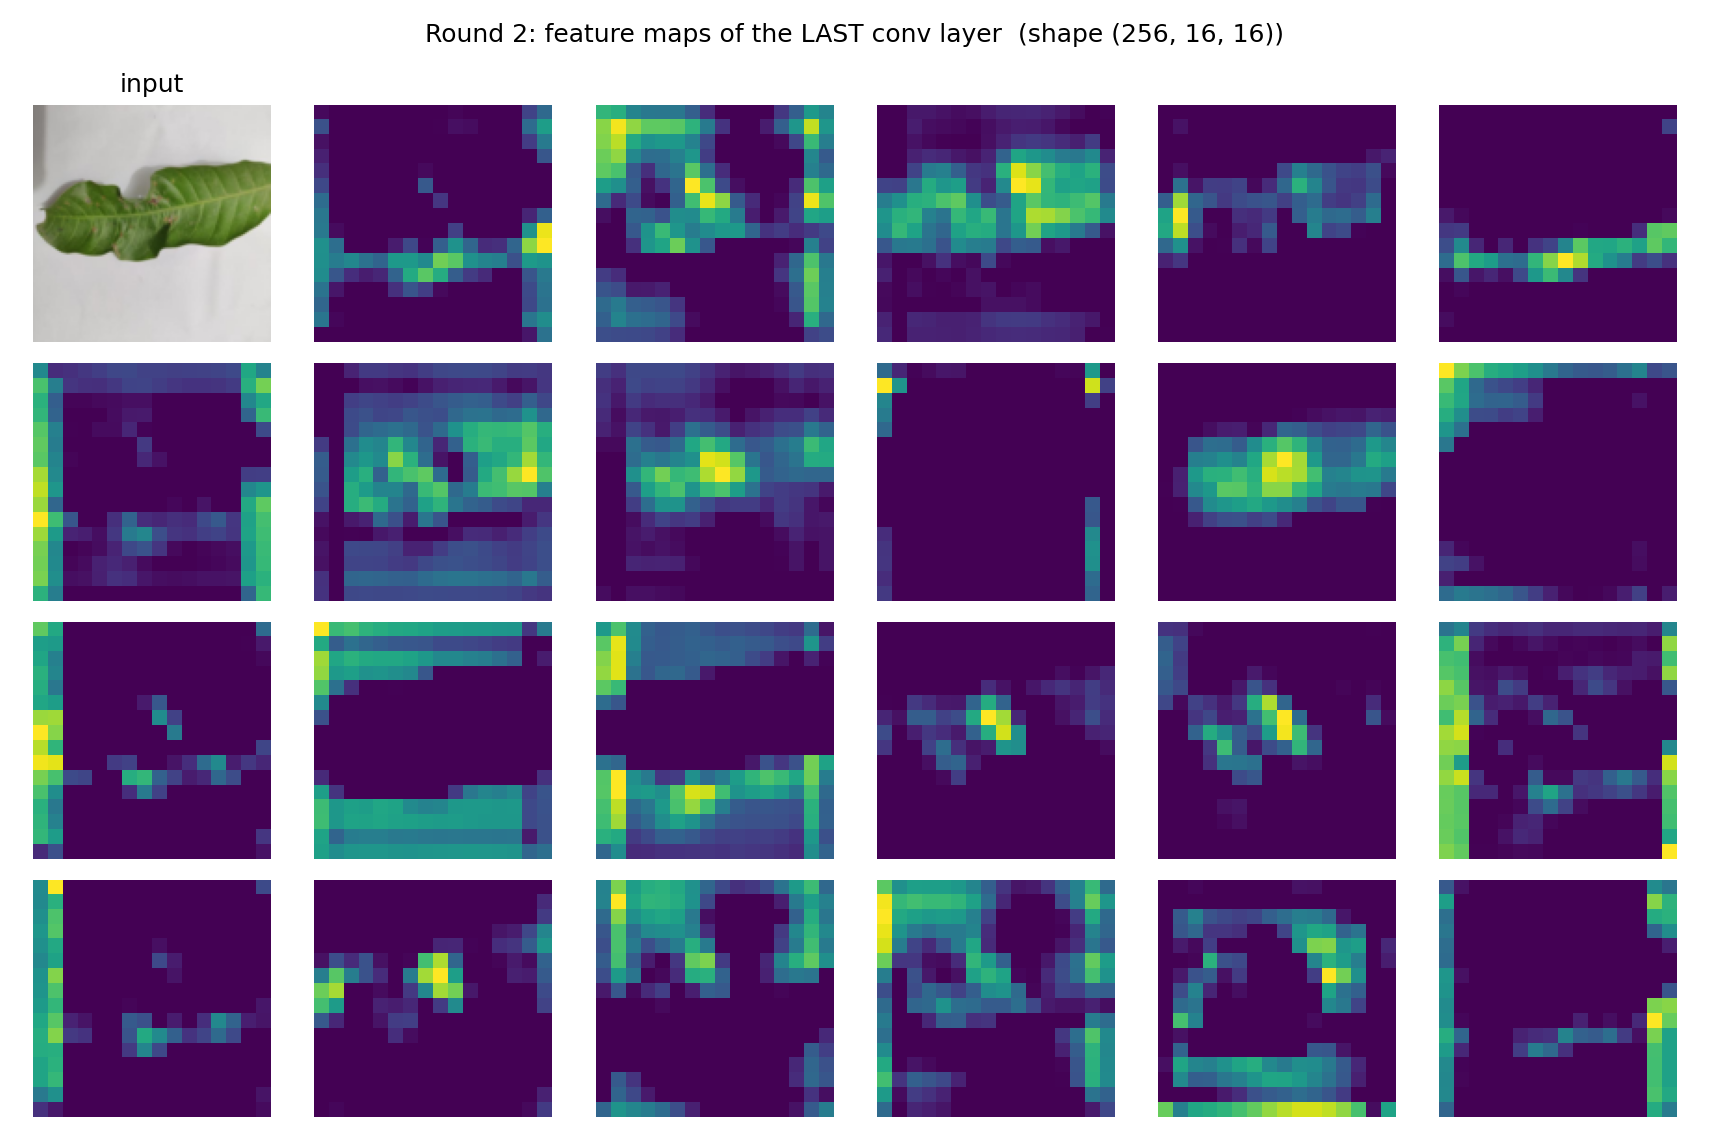 Round 2: feature maps of the LAST conv layer  (shape (256, 16, 16))
input